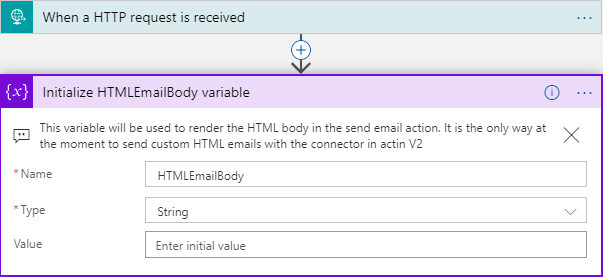 When a HTTP request is received
{x} Initialize HTMLEmailBody variable
This variable will be used to render the HTML body in the send email action. It is the only way at
the moment to send custom HTML emails with the connector in actin V2
* Name HTMLEmailBody
* Type String
Value Enter initial value